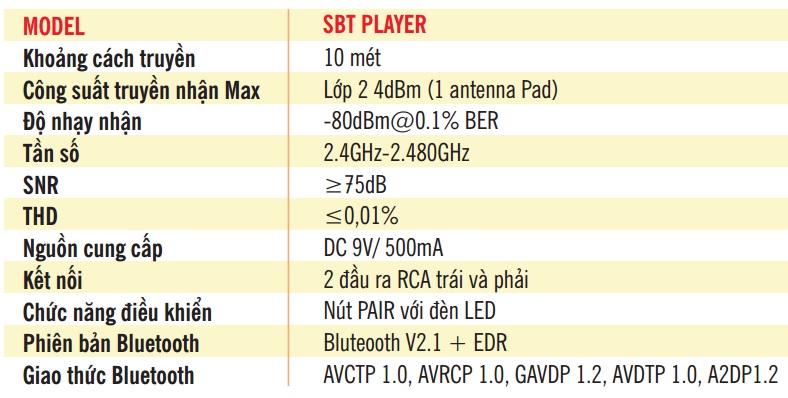 MODEL SBT PLAYER
Khoảng cách truyền 10 mét
Công suất truyền nhận Max Lớp 2 4dBm (1 antenna Pad)
Độ nhạy nhận -80dBm@0.1% BER
Tần số 2.4GHz-2.480GHz
SNR ≥75dB
THD ≤0,01%
Nguồn cung cấp DC 9V/ 500mA
Kết nối 2 đầu ra RCA trái và phải
Chức năng điều khiển Nút PAIR với đèn LED
Phiên bản Bluetooth Bluteooth V2.1 + EDR
Giao thức Bluetooth AVCTP 1.0, AVRCP 1.0, GAVDP 1.2, AVDTP 1.0, A2DP1.2